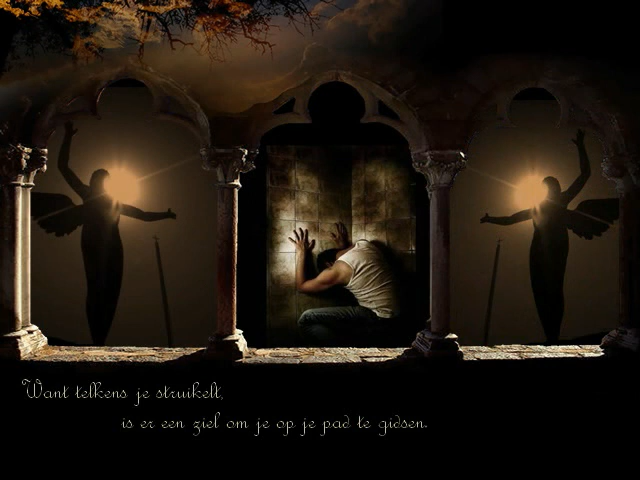 Want telkens je struikelt,
is er een ziel om je op je pad te gidsen.